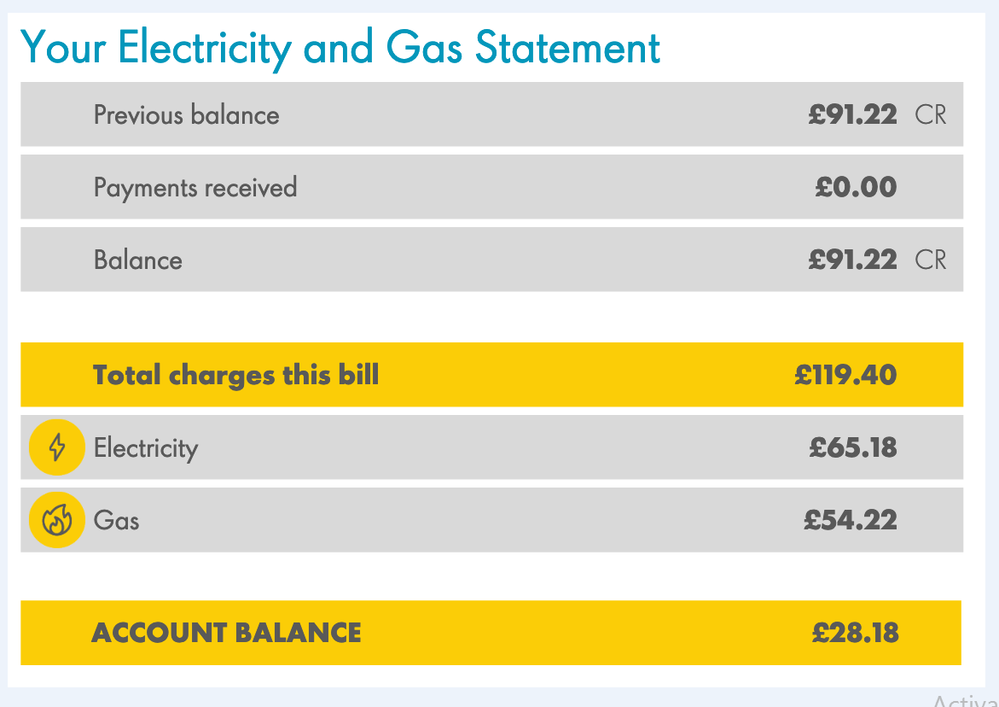 Your Electricity and Gas Statement
Previous balance £91.22 CR
Payments received £0.00
Balance £91.22 CR
Total charges this bill £119.40
Electricity £65.18
Gas £54.22
ACCOUNT BALANCE £28.18
Activa